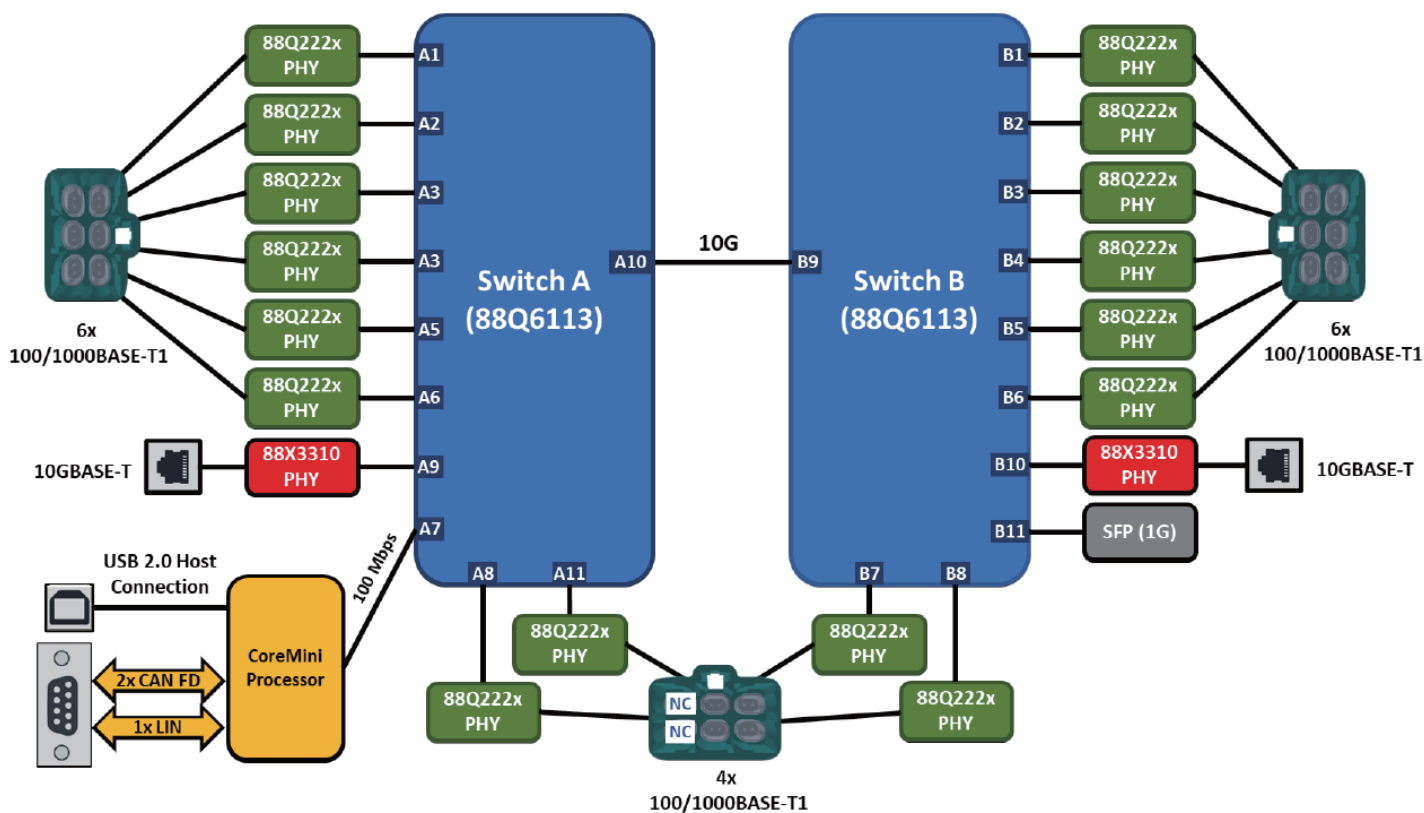 88Q222x
PHY
A1
88Q222x
PHY
A2
88Q222x
PHY
A3
88Q222x
PHY
A3
88Q222x
PHY
A5
88Q222x
PHY
A6
6x
100/1000BASE-T1
10GBASE-T
88X3310
PHY
A9
A7
100 Mbps
USB 2.0 Host
Connection
CoreMini
Processor
2x CAN FD
1x LIN
Switch A
(88Q6113)
A10
10G
B9
Switch B
(88Q6113)
A8
A11
B7
B8
88Q222x
PHY
88Q222x
PHY
88Q222x
PHY
88Q222x
PHY
NC
NC
4x
100/1000BASE-T1
B1
88Q222x
PHY
B2
88Q222x
PHY
B3
88Q222x
PHY
B4
88Q222x
PHY
B5
88Q222x
PHY
B6
88Q222x
PHY
6x
100/1000BASE-T1
B10
88X3310
PHY
10GBASE-T
B11
SFP (1G)